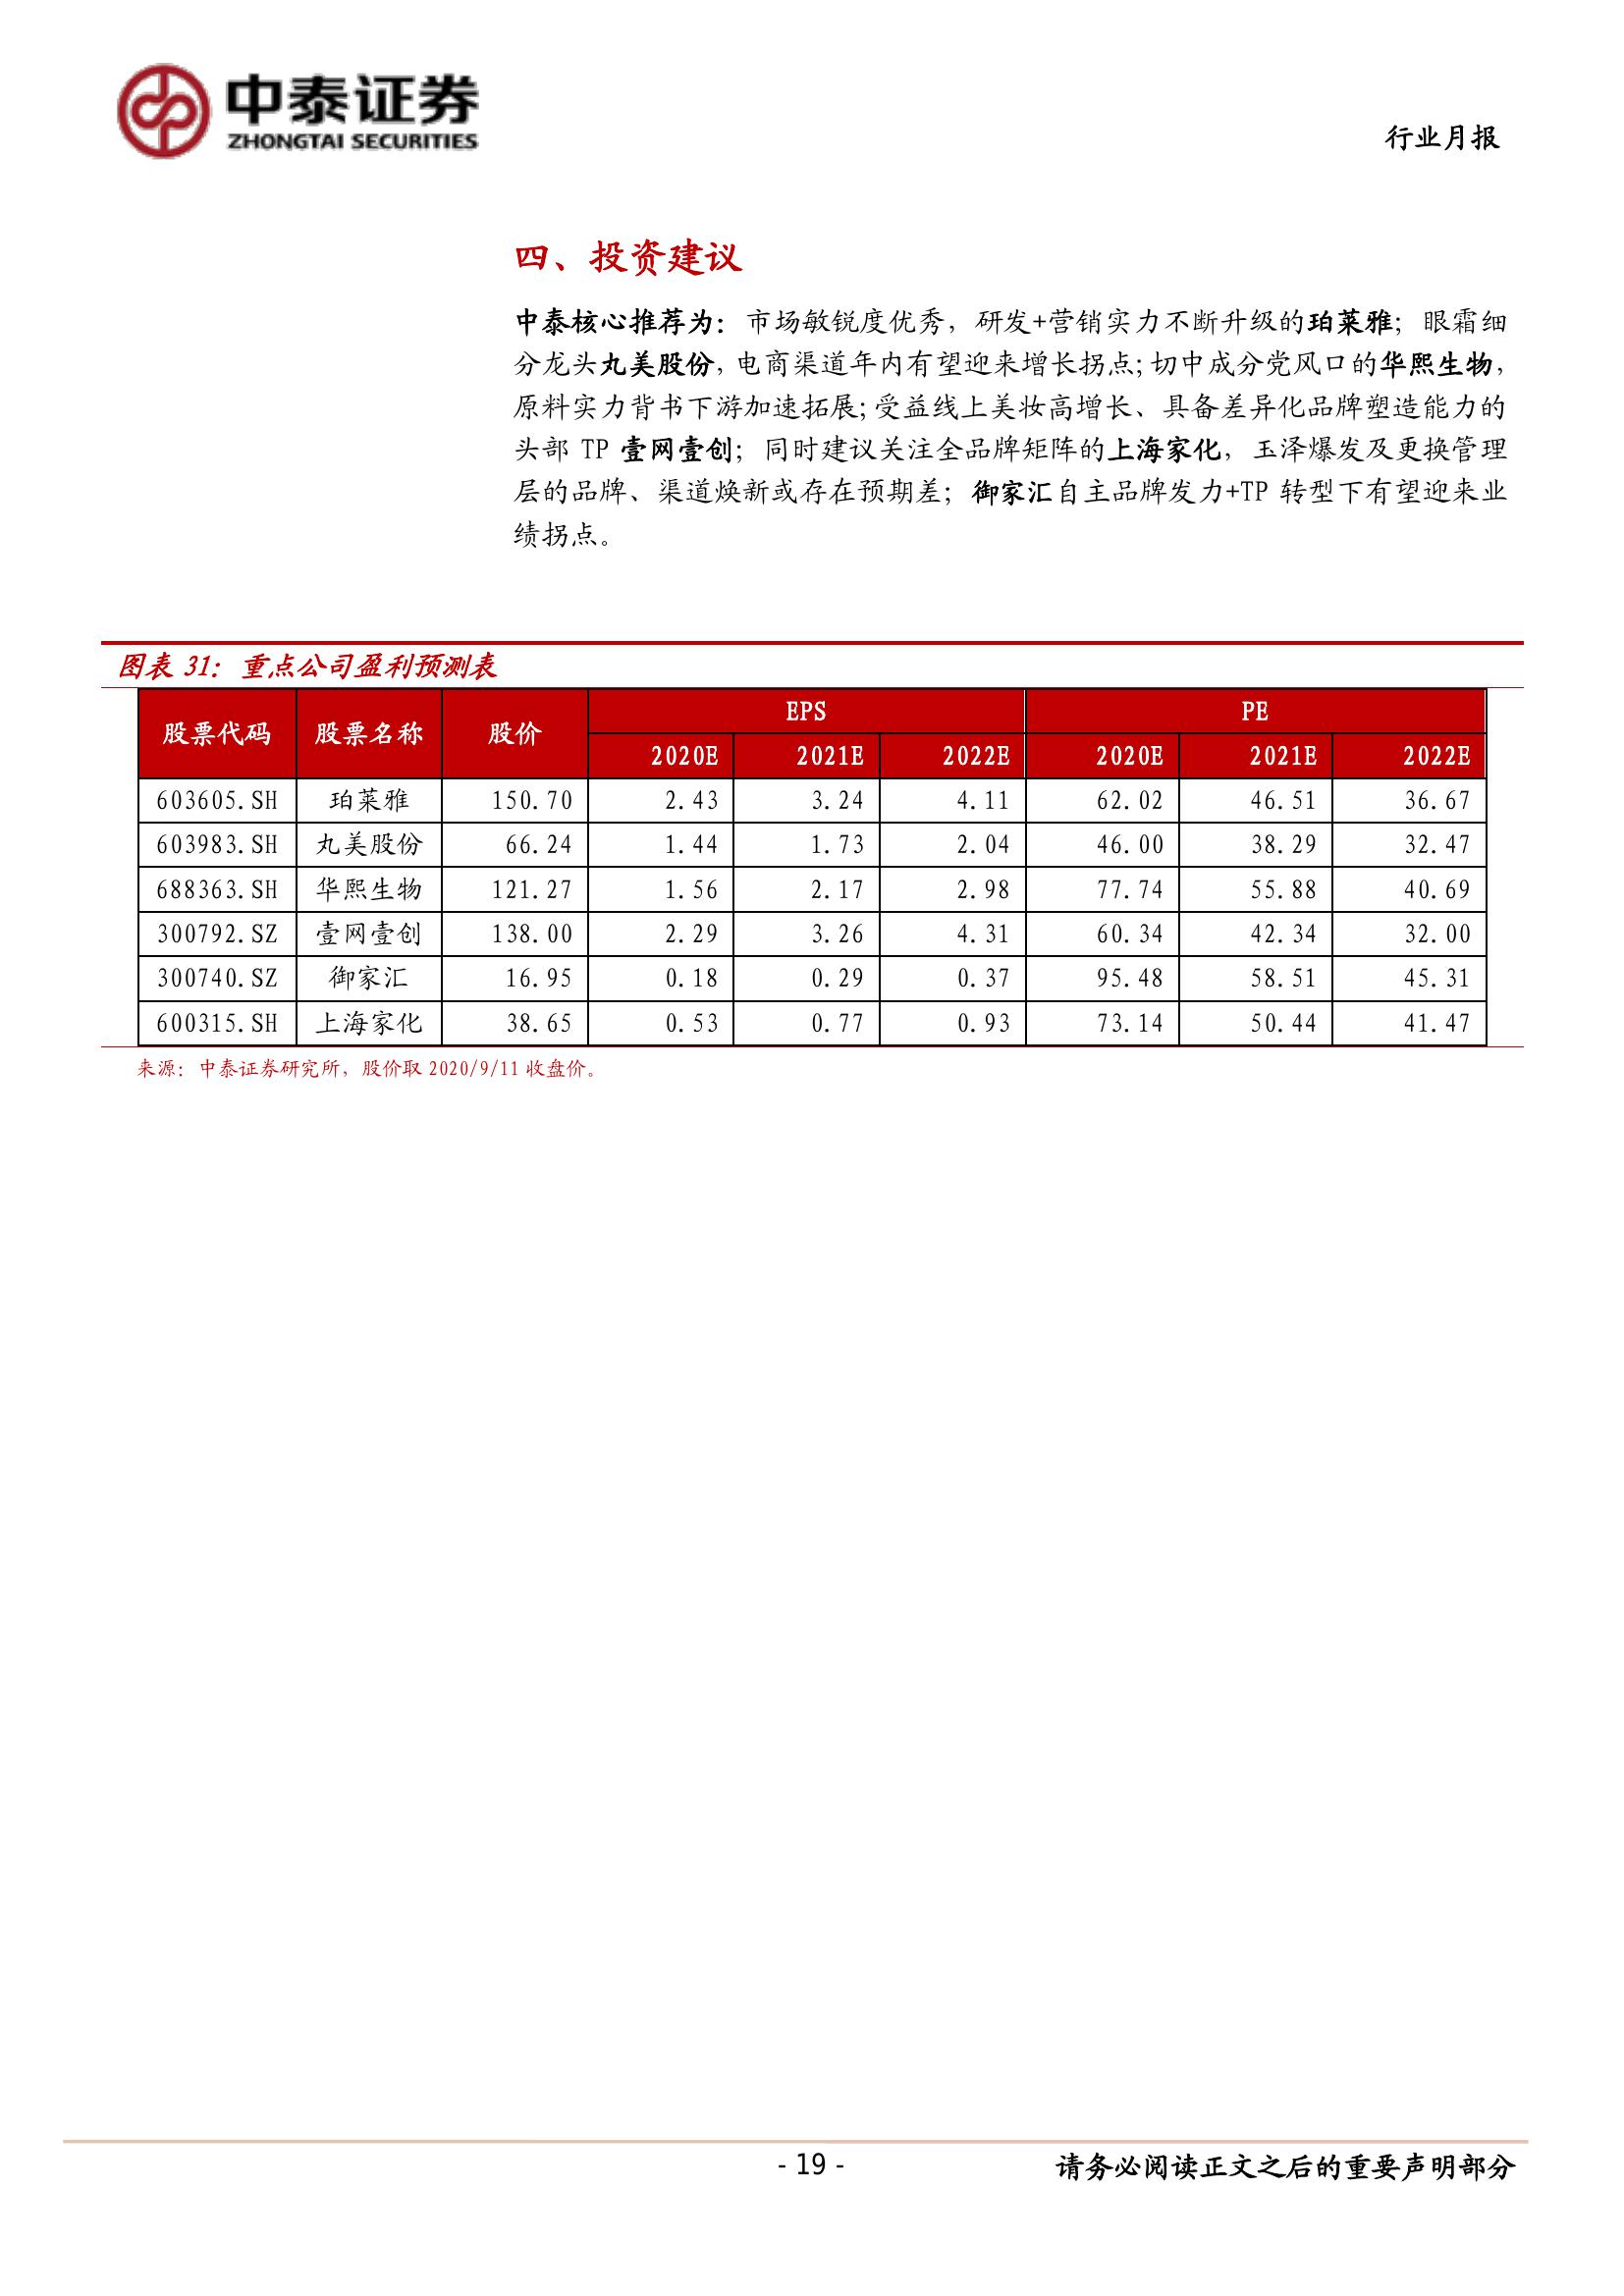 中泰证券
ZHONGTAI SECURITIES
行业月报
四、投资建议
中泰核心推荐为：市场敏锐度优秀，研发+营销实力不断升级的珀莱雅；眼霜细
分龙头丸美股份，电商渠道年内有望迎来增长拐点；切中成分党风口的华熙生物，
原料实力背书下游加速拓展；受益线上美妆高增长、具备差异化品牌塑造能力的
头部 TP 壹网壹创；同时建议关注全品牌矩阵的上海家化，玉泽爆发及更换管理
层的品牌、渠道焕新或存在预期差；御家汇自主品牌发力+TP 转型下有望迎来业
绩拐点。
图表 31：重点公司盈利预测表
股票代码 股票名称 股价 EPS PE
2020E 2021E 2022E 2020E 2021E 2022E
603605.SH 珀莱雅 150.70 2.43 3.24 4.11 62.02 46.51 36.67
603983.SH 丸美股份 66.24 1.44 1.73 2.04 46.00 38.29 32.47
688363.SH 华熙生物 121.27 1.56 2.17 2.98 77.74 55.88 40.69
300792.SZ 壹网壹创 138.00 2.29 3.26 4.31 60.34 42.34 32.00
300740.SZ 御家汇 16.95 0.18 0.29 0.37 95.48 58.51 45.31
600315.SH 上海家化 38.65 0.53 0.77 0.93 73.14 50.44 41.47
来源：中泰证券研究所，股价取 2020/9/11 收盘价。
- 19 -
请务必阅读正文之后的重要声明部分